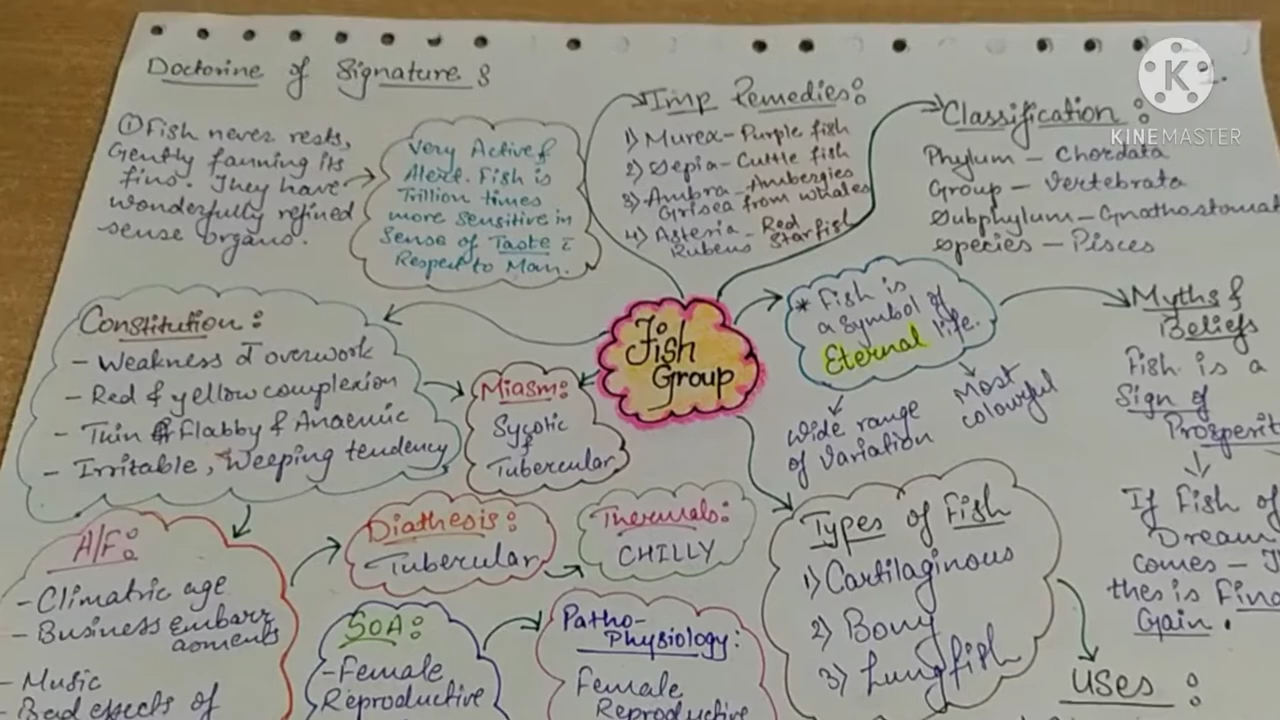 Doctorine of Signature :
① Fish never rests,
Gently fanning its
fins. They have
wonderfully refined
sense organs.
Very Active &
Alert. Fish is
Trillion times
more sensitive in
Sense of Taste c̄
Respect to Man.
Imp Remedies:
1) Murex - Purple fish
2) Sepia - Cuttle fish
3) Ambra - Ambergies
Grisea from whales
4) Asteria - Red
Rubens Starfish
Classification :
Phylum - Chordata
Group - Vertebrata
Subphylum - Gnathostomat
Species - Pisces
K
KINEMASTER
Fish
Group
* Fish is
a symbol of
Eternal life.
Wide range
of variation
Most
colourful
Myths &
Beliefs
Fish is a
Sign of
Prosperit
If Fish of
Dream
comes -
thes is Fina
Gain.
Constitution :
- Weakness overwork
- Red & yellow complexion
- Thin Flabby & Anaemic
- Irritable, Weeping tendency
Miasm:
Sycotic
&
Tubercular
A/F:
- Climatric age
- Business embarr
assments
- Music
- Bad effects of
Diathesis:
Tubercular
Thermals:
CHILLY
SOA:
- Female
Reproductive
Patho-
Physiology:
Female
Reproductive
Types of Fish
1) Cartilaginous
2) Bony
3) Lungfish
USES :